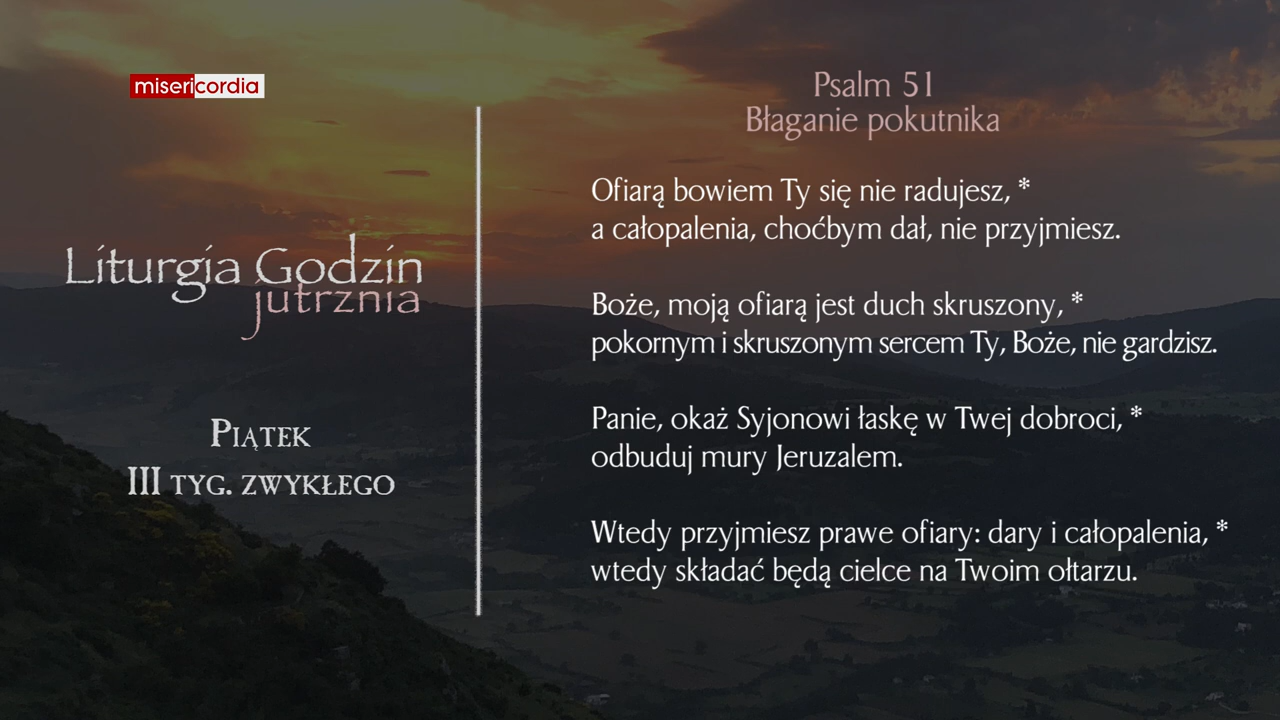 misericordia
Liturgia Godzin
jutrznia
Piątek
III tyg. zwykłego
Psalm 51
Błaganie pokutnika
Ofiarą bowiem Ty się nie radujesz, *
a całopalenia, choćbym dał, nie przyjmiesz.
Boże, moją ofiarą jest duch skruszony, *
pokornym i skruszonym sercem Ty, Boże, nie gardzisz.
Panie, okaż Syjonowi łaskę w Twej dobroci, *
odbuduj mury Jeruzalem.
Wtedy przyjmiesz prawe ofiary: dary i całopalenia, *
wtedy składać będą cielce na Twoim ołtarzu.